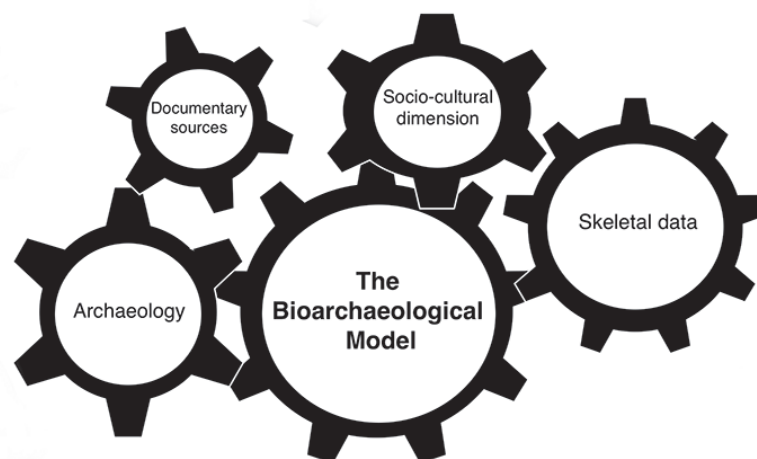 Documentary
sources
Socio-cultural
dimension
Skeletal data
Archaeology
The
Bioarchaeological
Model